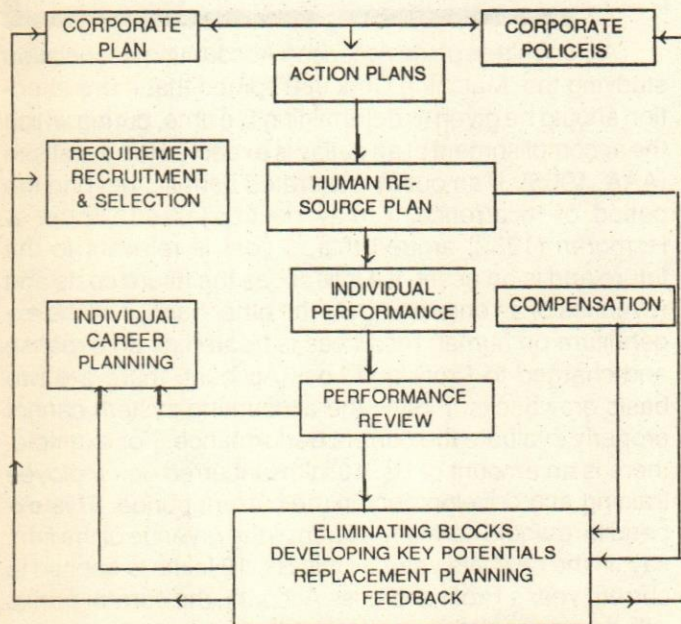 CORPORATE
PLAN
CORPORATE
POLICEIS
ACTION PLANS
REQUIREMENT
RECRUITMENT
& SELECTION
HUMAN RE-
SOURCE PLAN
INDIVIDUAL
CAREER
PLANNING
INDIVIDUAL
PERFORMANCE
COMPENSATION
PERFORMANCE
REVIEW
ELIMINATING BLOCKS
DEVELOPING KEY POTENTIALS
REPLACEMENT PLANNING
FEEDBACK